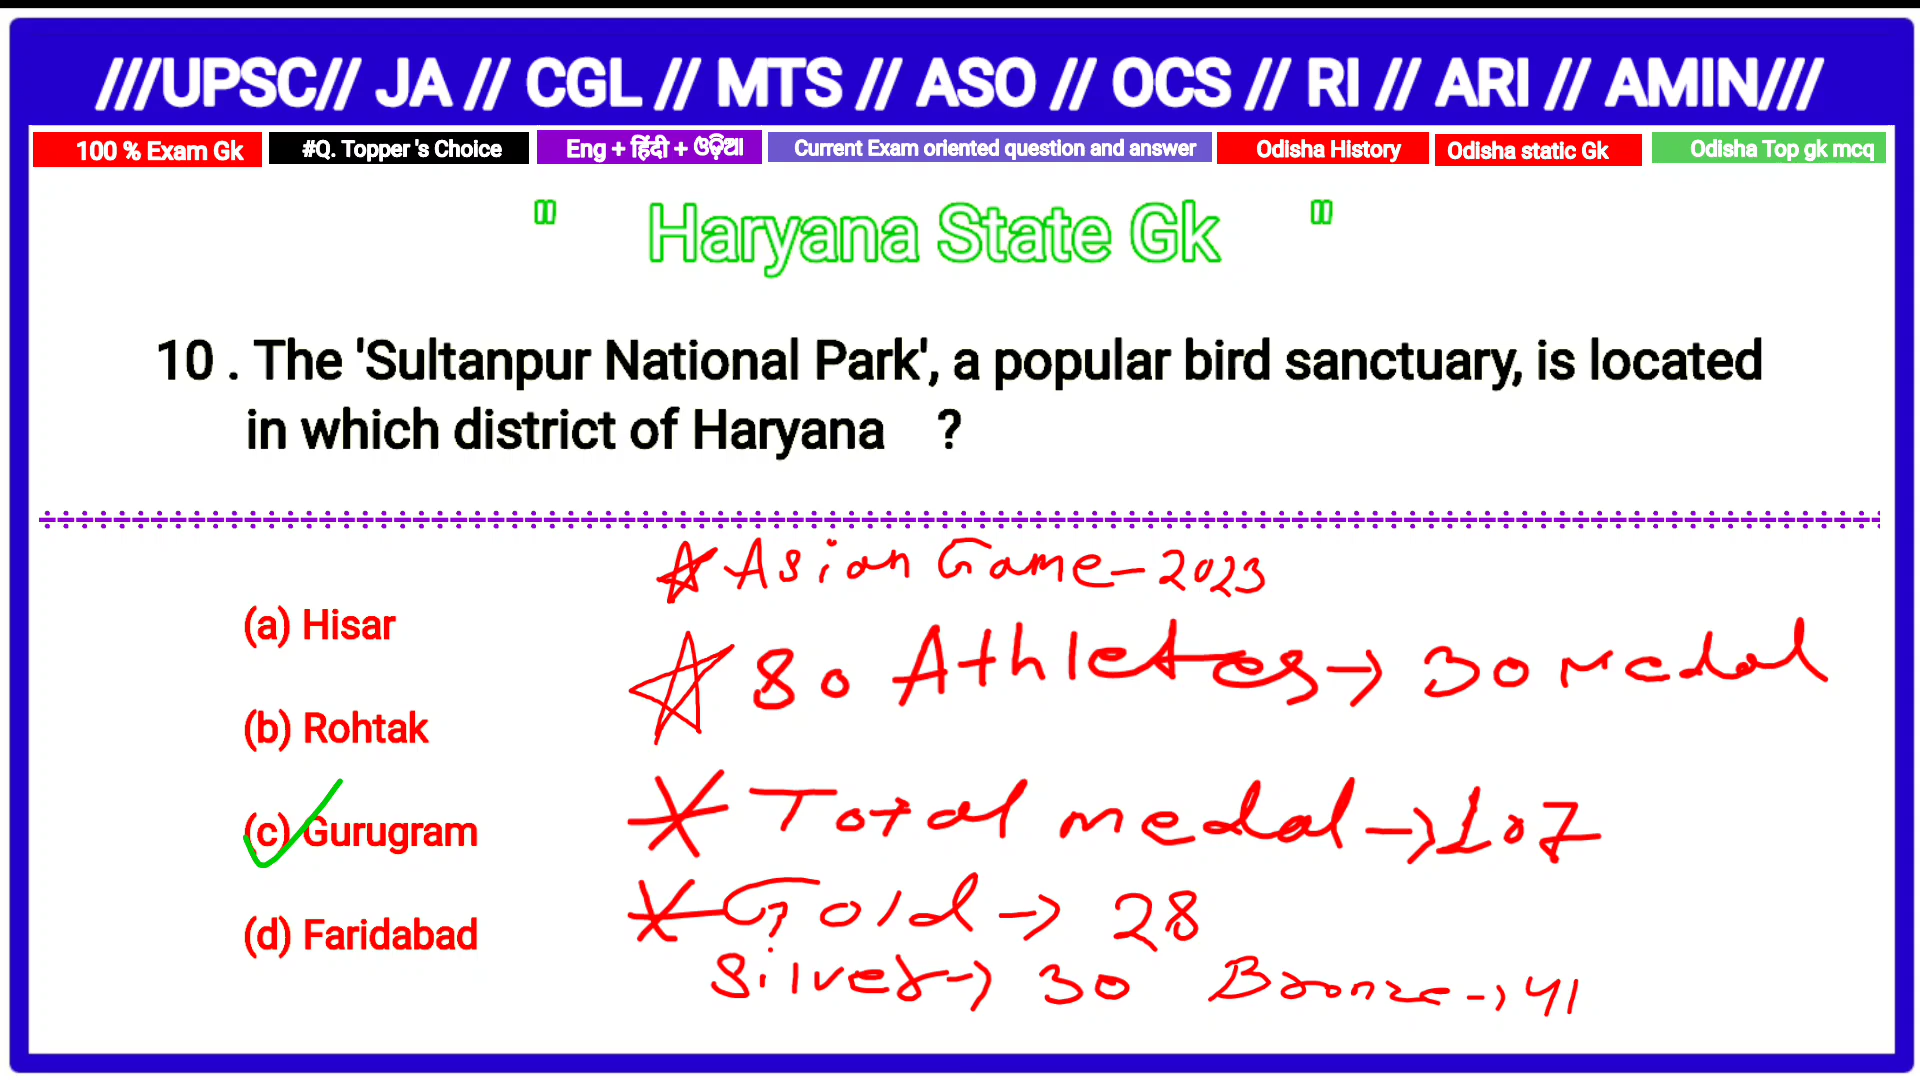 ///UPSC// JA // CGL // MTS // ASO // OCS // RI // ARI // AMIN///
100 % Exam Gk #Q. Topper 's Choice Eng + हिंदी + ଓଡ଼ିଆ Current Exam oriented question and answer Odisha History Odisha static Gk Odisha Top gk mcq
" Haryana State Gk "
10 . The 'Sultanpur National Park', a popular bird sanctuary, is located
in which district of Haryana ?
Asian Game - 2023
(a) Hisar
80 Athletes → 30 Medal
(b) Rohtak
Total medal → 107
(c) Gurugram
Gold → 28
(d) Faridabad
Silver → 30 Bronze → 41